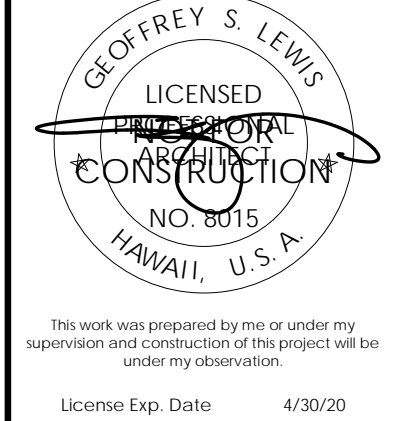 GEOFFREY S. LEWIS
LICENSED
PROFESSIONAL
NOT FOR
ARCHITECT
CONSTRUCTION
NO. 8015
HAWAII, U.S.A.
This work was prepared by me or under my
supervision and construction of this project will be
under my observation.
License Exp. Date 4/30/20